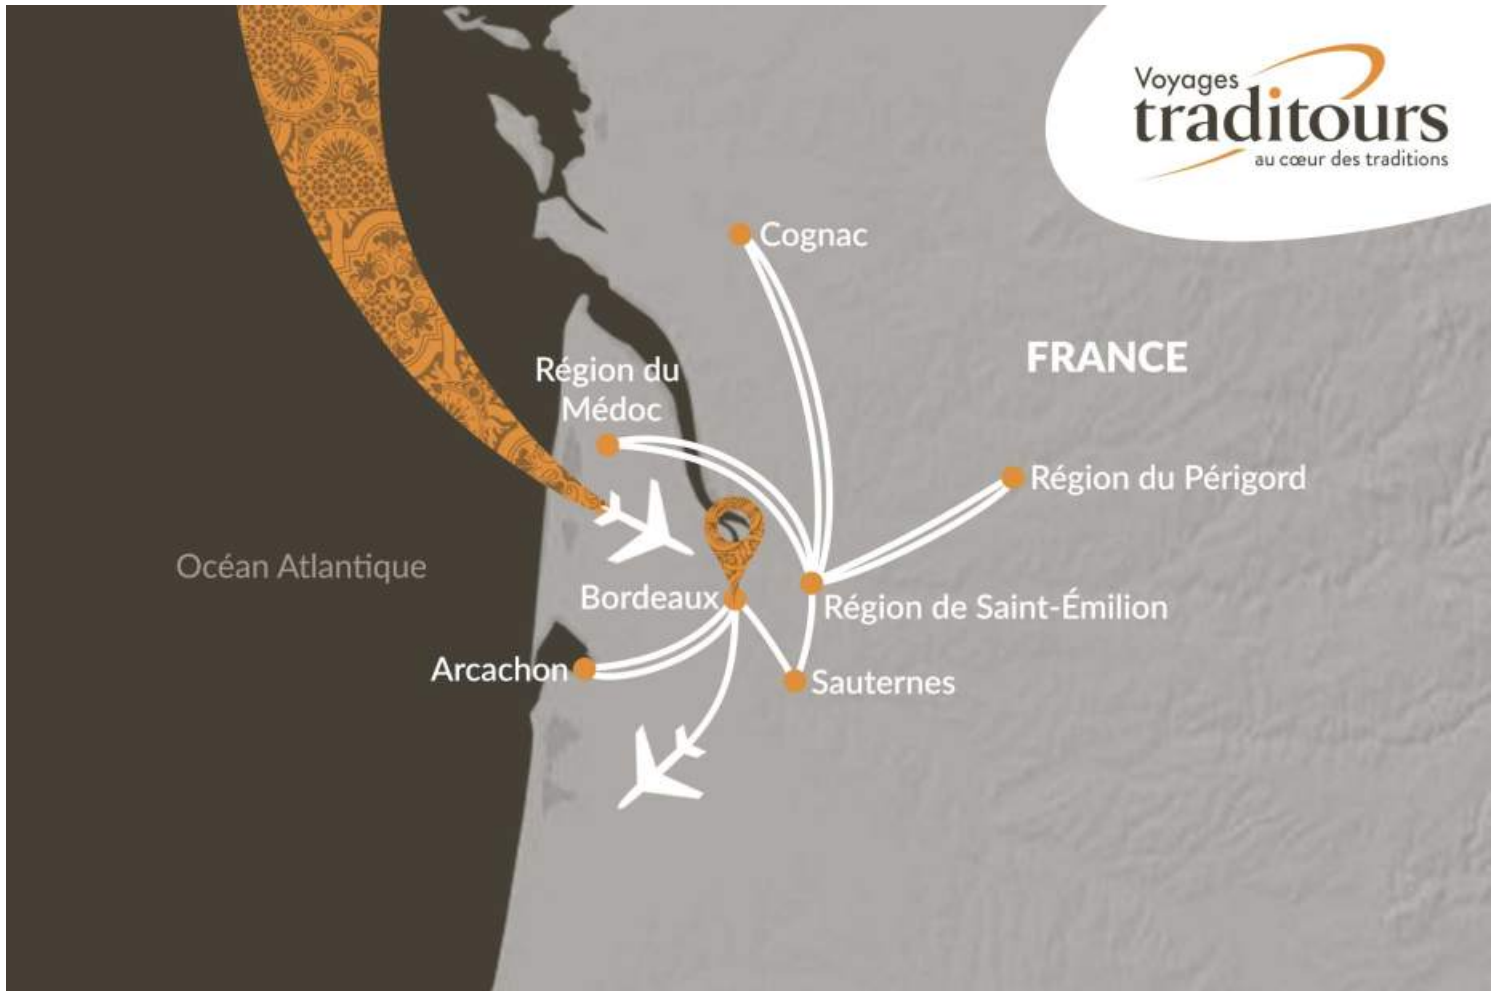 Voyages
traditours
au cœur des traditions
Cognac
FRANCE
Région du
Médoc
Région du Périgord
Océan Atlantique
Bordeaux
Région de Saint-Émilion
Arcachon
Sauternes